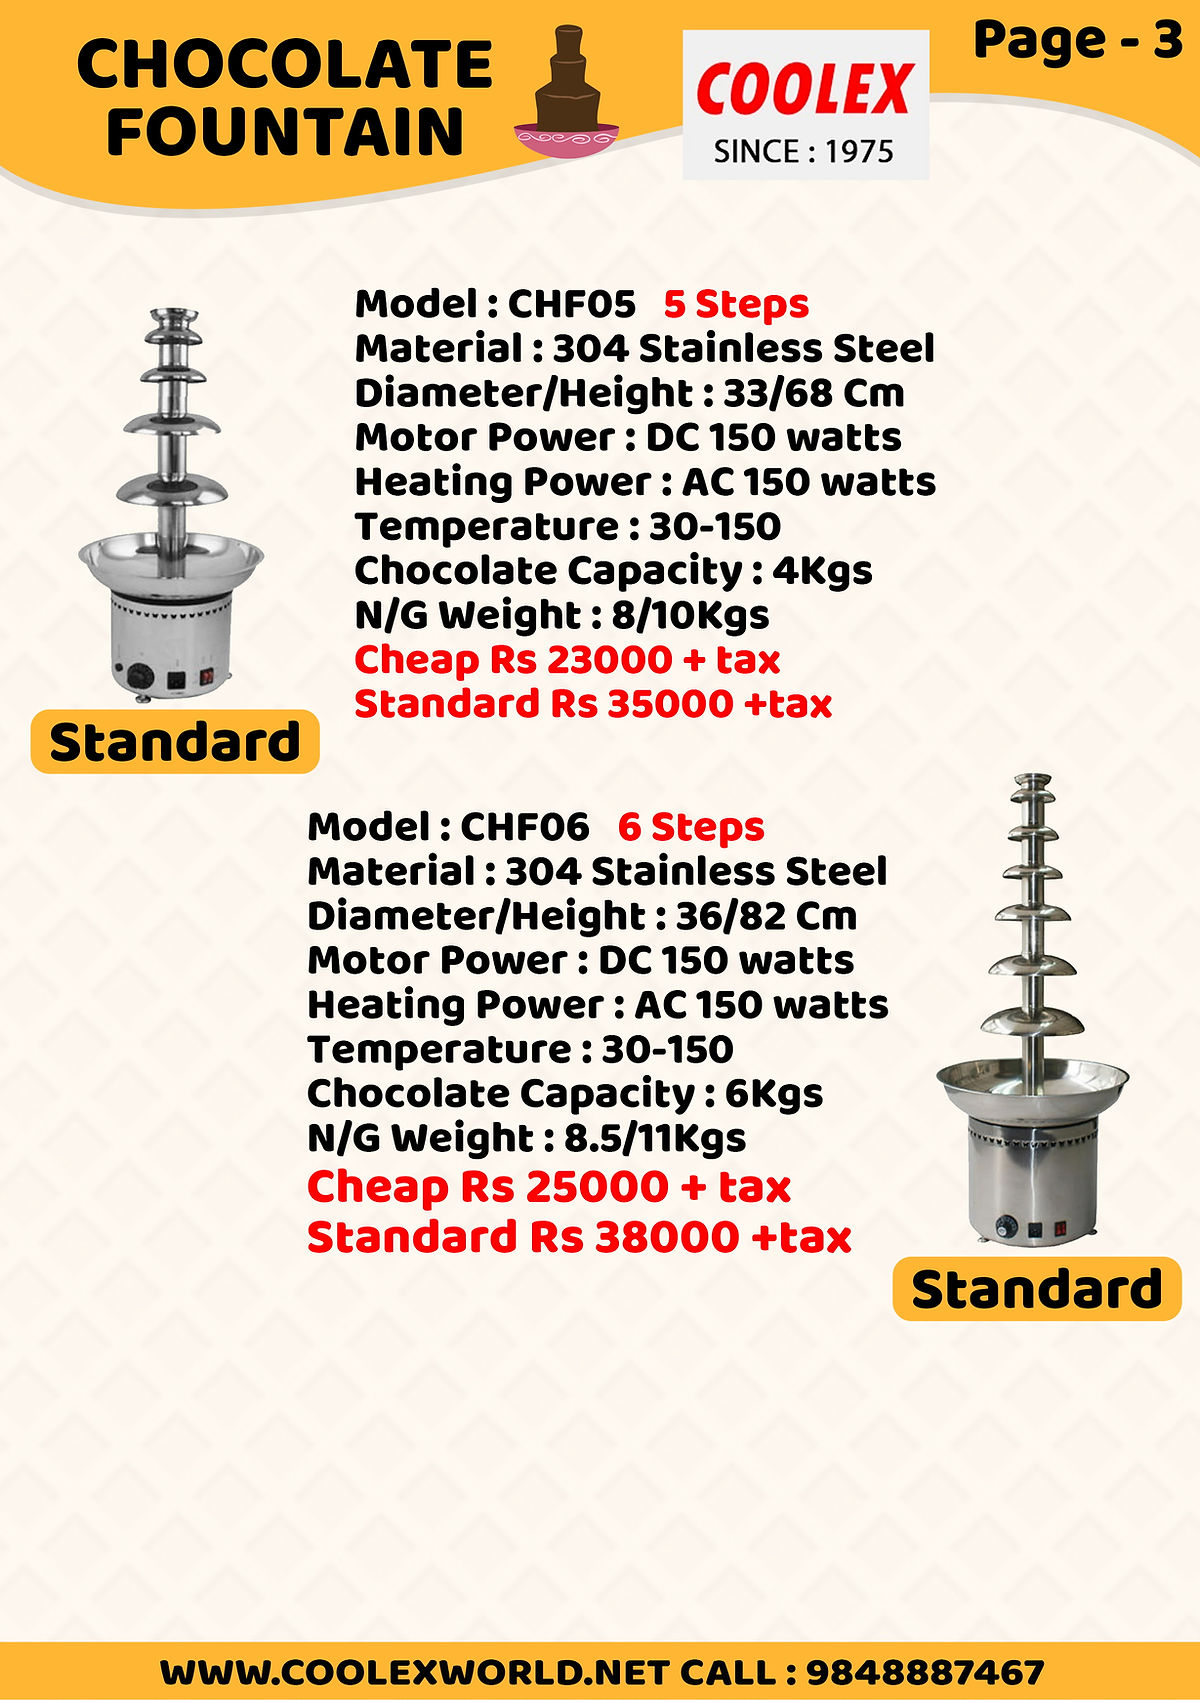 CHOCOLATE
FOUNTAIN
COOLEX
SINCE : 1975
Page - 3
Model : CHF05 5 Steps
Material : 304 Stainless Steel
Diameter/Height : 33/68 Cm
Motor Power : DC 150 watts
Heating Power : AC 150 watts
Temperature : 30-150
Chocolate Capacity : 4Kgs
N/G Weight : 8/10Kgs
Cheap Rs 23000 + tax
Standard Rs 35000 +tax
Standard
Model : CHF06 6 Steps
Material : 304 Stainless Steel
Diameter/Height : 36/82 Cm
Motor Power : DC 150 watts
Heating Power : AC 150 watts
Temperature : 30-150
Chocolate Capacity : 6Kgs
N/G Weight : 8.5/11Kgs
Cheap Rs 25000 + tax
Standard Rs 38000 +tax
Standard
WWW.COOLEXWORLD.NET CALL : 9848887467